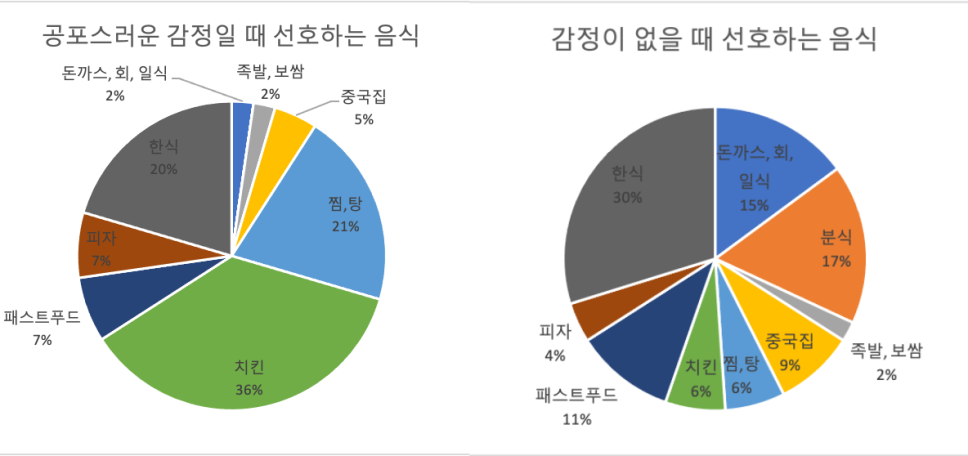 공포스러운 감정일 때 선호하는 음식
돈까스, 회, 일식
2%
족발, 보쌈
2%
중국집
5%
찜,탕
21%
치킨
36%
패스트푸드
7%
피자
7%
한식
20%
감정이 없을 때 선호하는 음식
돈까스, 회,
일식
15%
분식
17%
족발, 보쌈
2%
중국집
9%
찜,탕
6%
치킨
6%
패스트푸드
11%
피자
4%
한식
30%